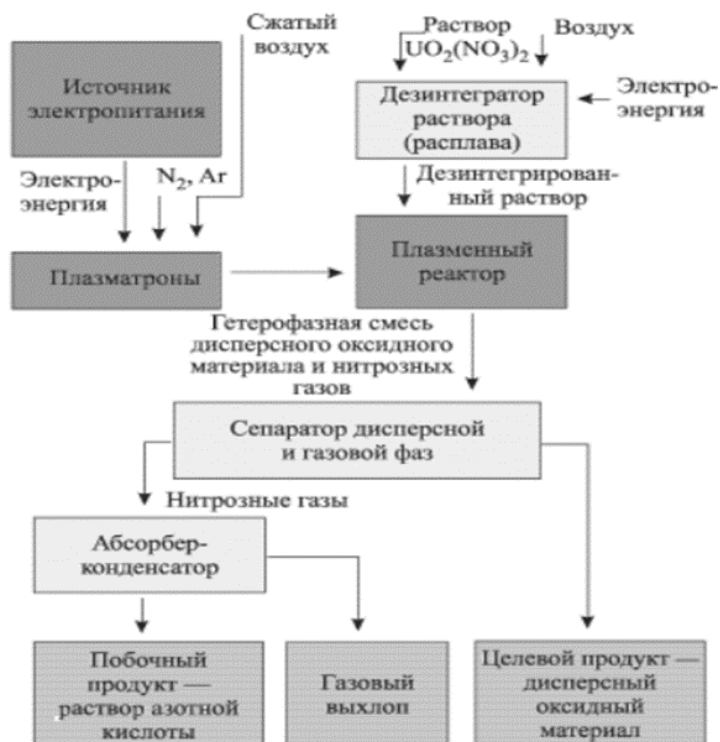 Сжатый
воздух
Раствор
UO₂(NO₃)₂
Воздух
Источник
электропитания
Дезинтегратор
раствора
(расплава)
Электро-
энергия
Электро-
энергия
N₂, Ar
Дезинтегрирован-
ный раствор
Плазматроны
Плазменный
реактор
Гетерофазная смесь
дисперсного оксидного
материала и нитрозных
газов
Сепаратор дисперсной
и газовой фаз
Нитрозные газы
Абсорбер-
конденсатор
Побочный
продукт —
раствор азотной
кислоты
Газовый
выхлоп
Целевой продукт —
дисперсный
оксидный
материал